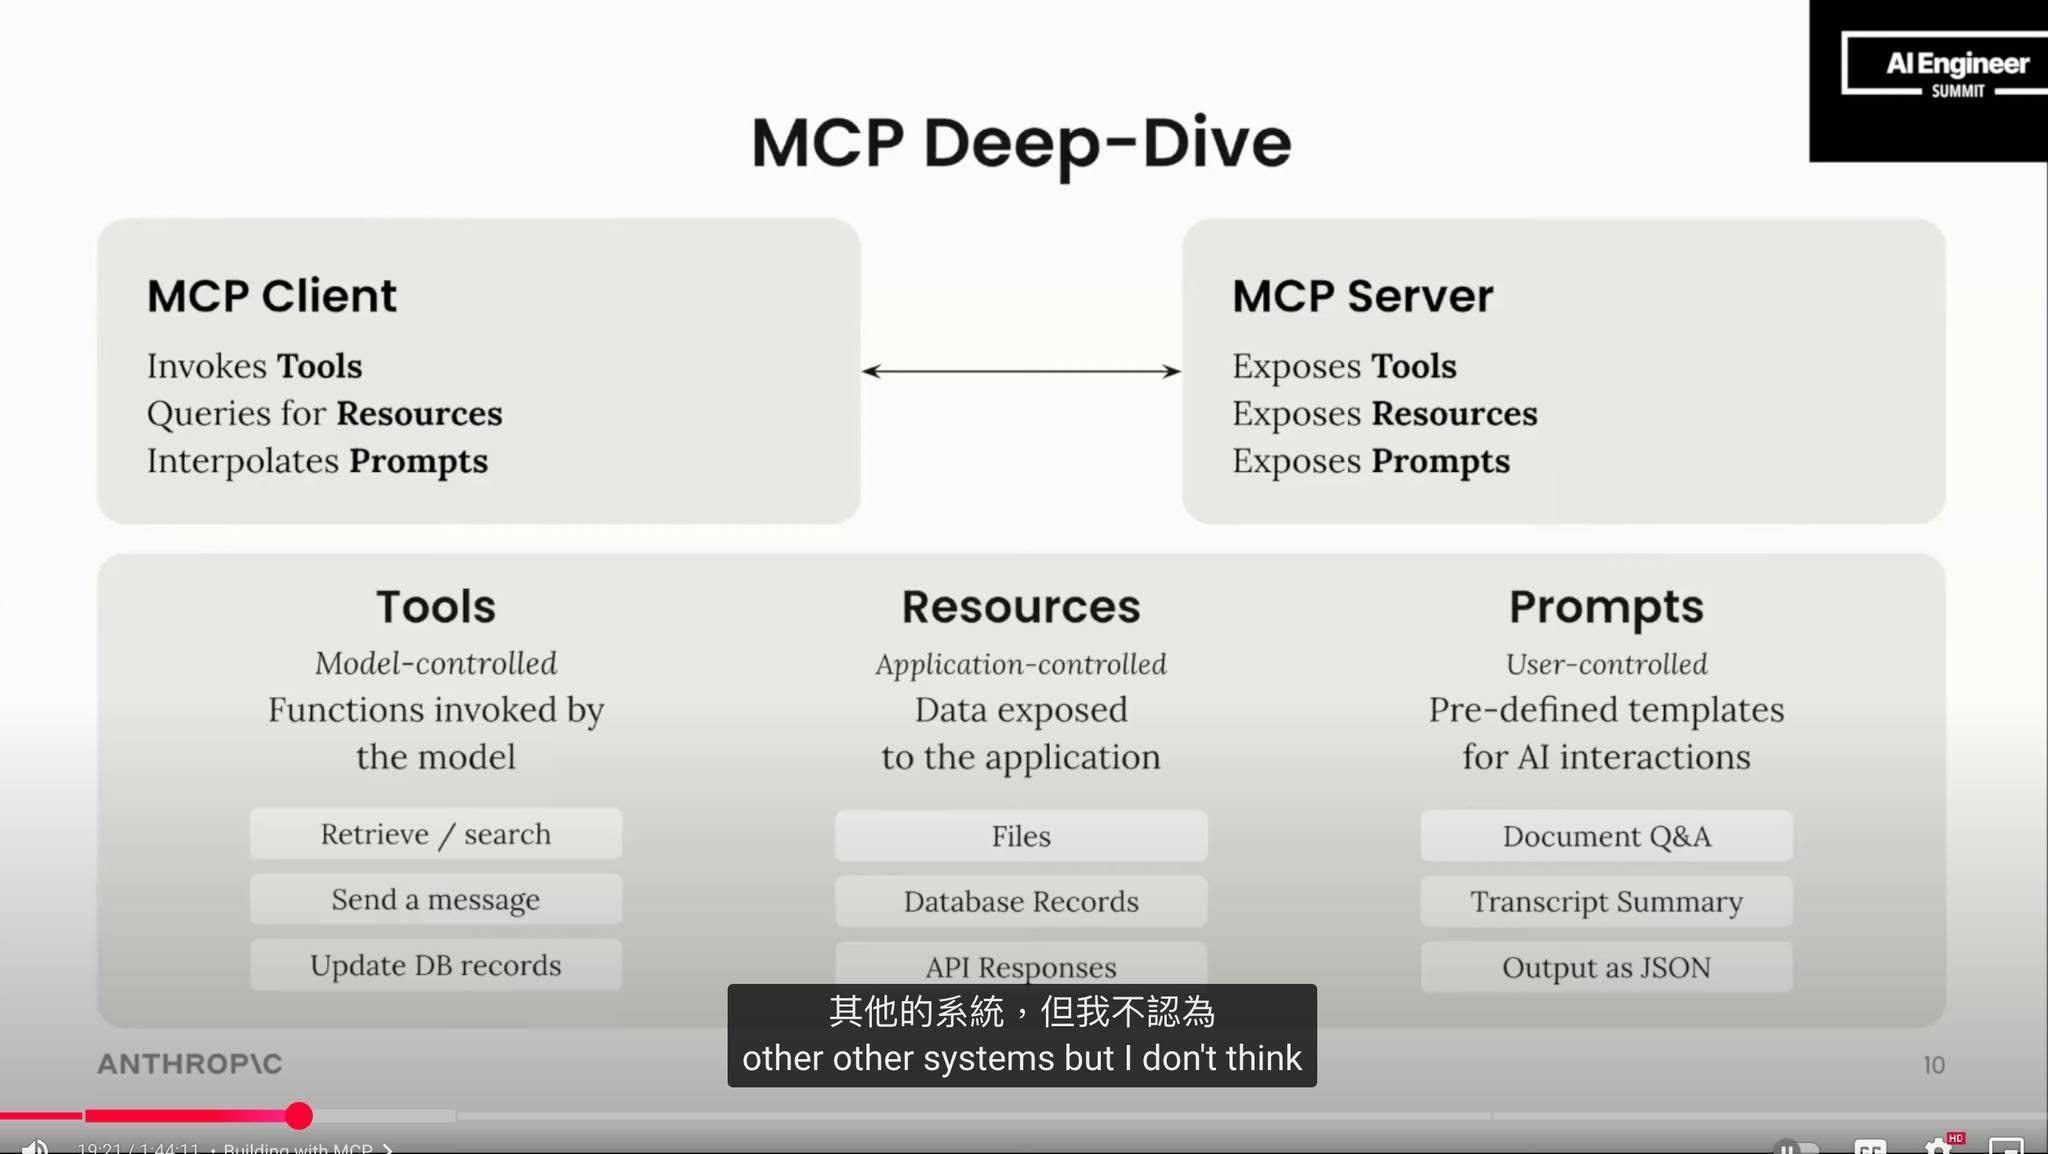 AI Engineer
SUMMIT
MCP Deep-Dive
MCP Client
Invokes Tools
Queries for Resources
Interpolates Prompts
MCP Server
Exposes Tools
Exposes Resources
Exposes Prompts
Tools
Model-controlled
Functions invoked by
the model
Retrieve / search
Send a message
Update DB records
Resources
Application-controlled
Data exposed
to the application
Files
Database Records
API Responses
Prompts
User-controlled
Pre-defined templates
for AI interactions
Document Q&A
Transcript Summary
Output as JSON
其他的系統，但我不認為
other other systems but I don't think
ANTHROP\C
10
19:21 / 1:44:11 • Building with MCP
HD